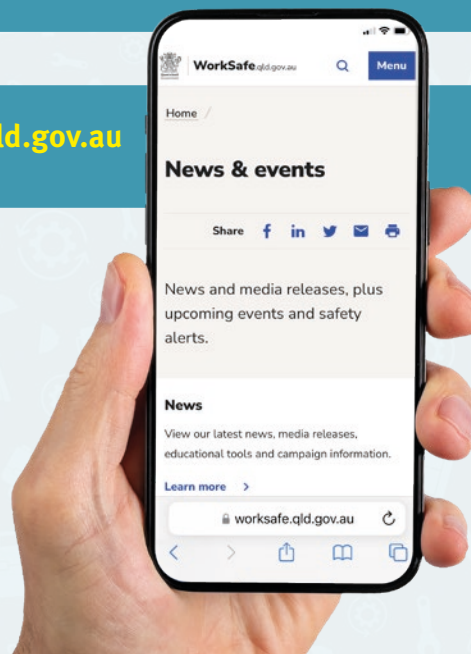 WorkSafe.qld.gov.au
Menu
ld.gov.au
Home /
News & events
Share
News and media releases, plus
upcoming events and safety
alerts.
News
View our latest news, media releases,
educational tools and campaign information.
Learn more >
worksafe.qld.gov.au